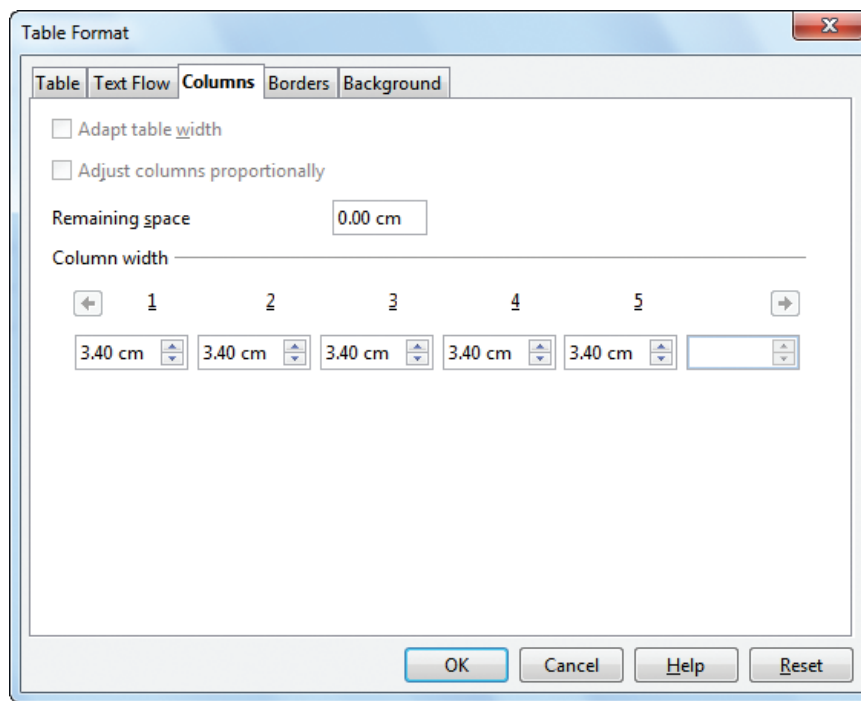 Table Format
Table Text Flow Columns Borders Background
Adapt table width
Adjust columns proportionally
Remaining space 0.00 cm
Column width
1 2 3 4 5
3.40 cm 3.40 cm 3.40 cm 3.40 cm 3.40 cm
OK Cancel Help Reset